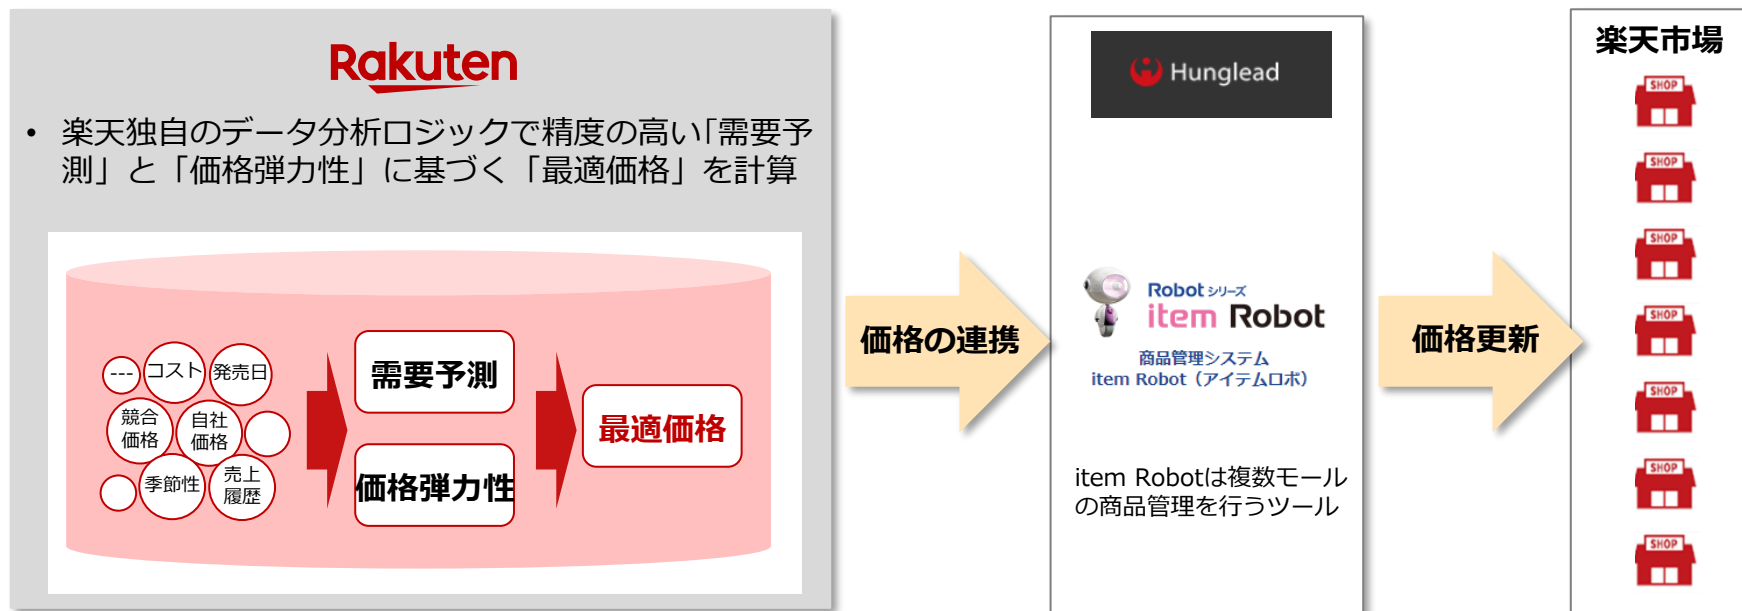 Rakuten
• 楽天独自のデータ分析ロジックで精度の高い「需要予
測」と「価格弾力性」に基づく「最適価格」を計算
---
コスト
発売日
競合
価格
自社
価格
季節性
売上
履歴
需要予測
価格弾力性
最適価格
価格の連携
Hunglead
Robot シリーズ
item Robot
商品管理システム
item Robot（アイテムロボ）
item Robotは複数モール
の商品管理を行うツール
価格更新
楽天市場
SHOP
SHOP
SHOP
SHOP
SHOP
SHOP
SHOP